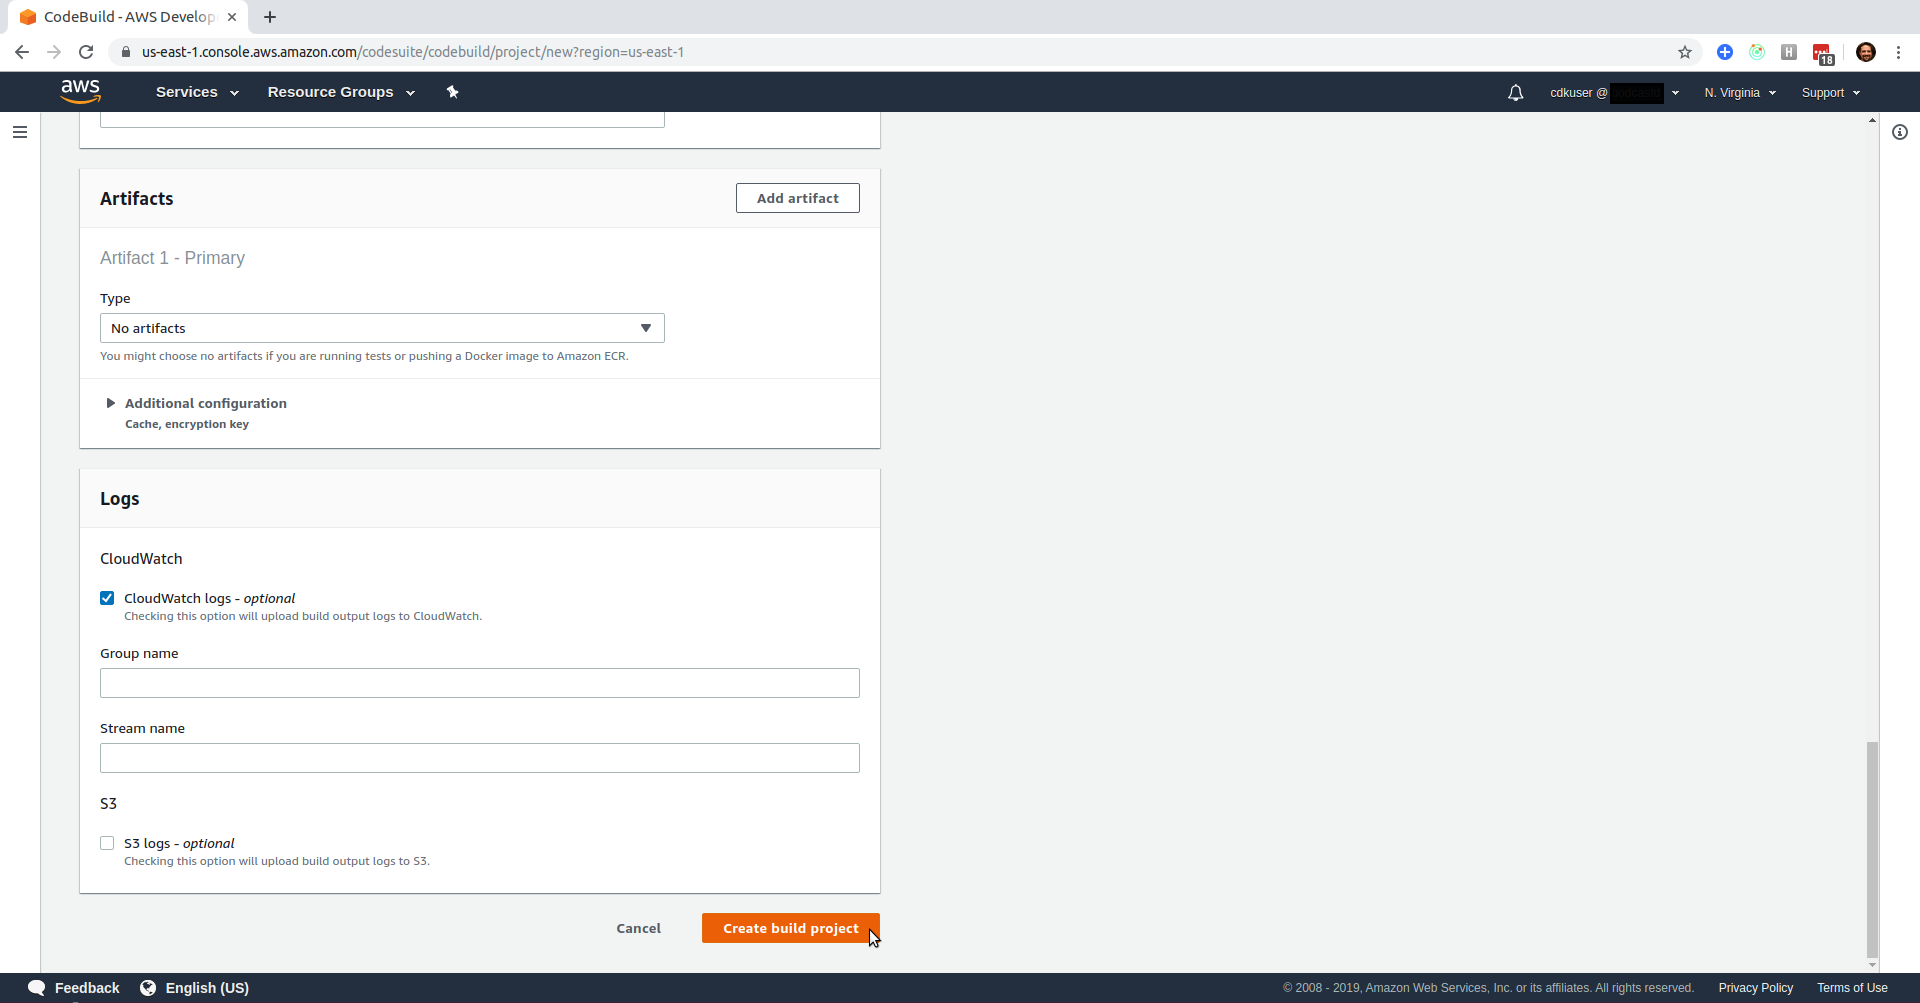 CodeBuild - AWS Develop
us-east-1.console.aws.amazon.com/codesuite/codebuild/project/new?region=us-east-1
18
aws Services Resource Groups cdkuser @ N. Virginia Support
Artifacts
Add artifact
Artifact 1 - Primary
Type
No artifacts
You might choose no artifacts if you are running tests or pushing a Docker image to Amazon ECR.
Additional configuration
Cache, encryption key
Logs
CloudWatch
CloudWatch logs - optional
Checking this option will upload build output logs to CloudWatch.
Group name
Stream name
S3
S3 logs - optional
Checking this option will upload build output logs to S3.
Cancel Create build project
Feedback English (US) © 2008 - 2019, Amazon Web Services, Inc. or its affiliates. All rights reserved. Privacy Policy Terms of Use